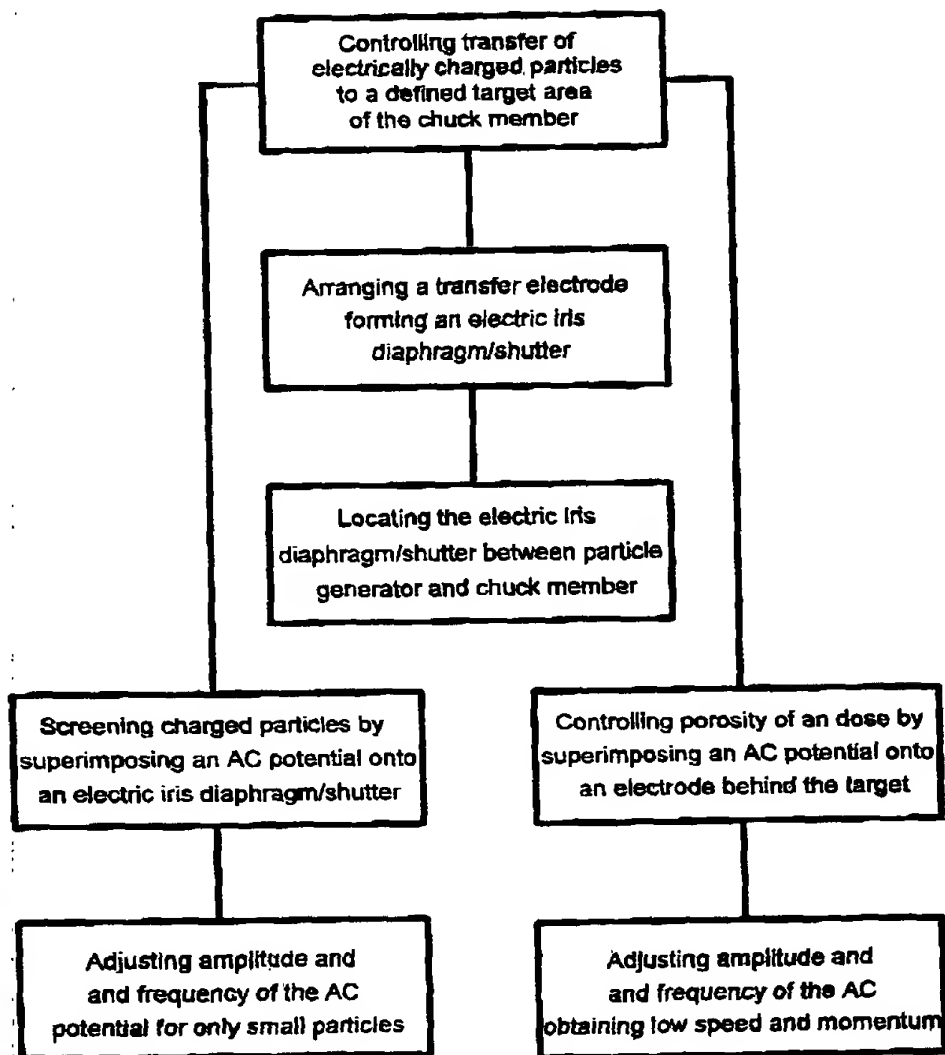 Controlling transfer of
electrically charged particles
to a defined target area
of the chuck member
Arranging a transfer electrode
forming an electric iris
diaphragm/shutter
Locating the electric Iris
diaphragm/shutter between particle
generator and chuck member
Screening charged particles by
superimposing an AC potential onto
an electric iris diaphragm/shutter
Controlling porosity of an dose by
superimposing an AC potential onto
an electrode behind the target
Adjusting amplitude and
and frequency of the AC
potential for only small particles
Adjusting amplitude and
and frequency of the AC
obtaining low speed and momentum